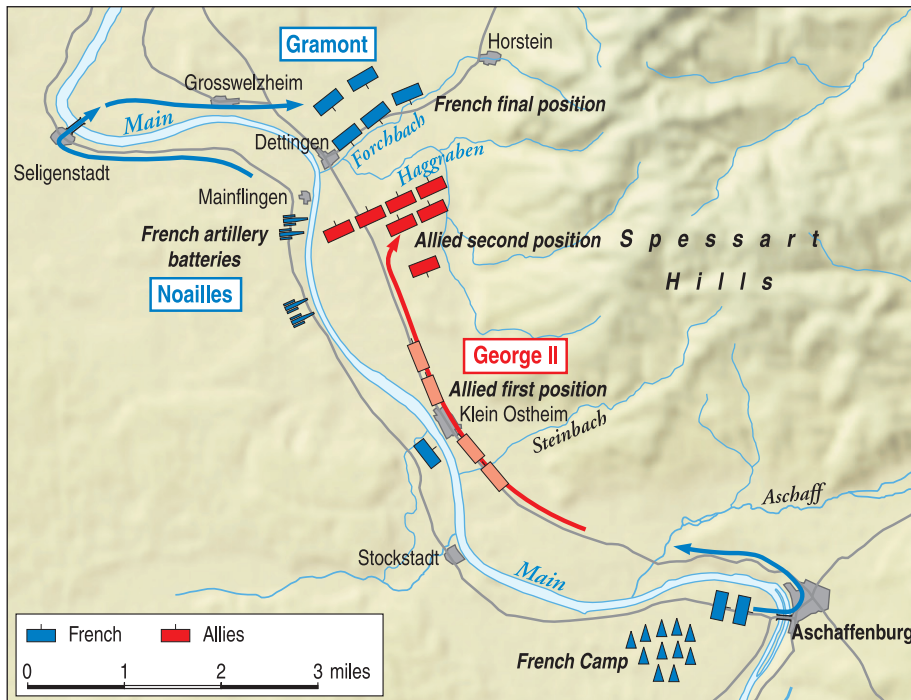 Gramont
Horstein
Grosswelzheim
French final position
Main
Dettingen
Forchbach
Seligenstadt
Haggraben
Mainflingen
French artillery
batteries
Allied second position
Spessart
Hills
Noailles
George II
Allied first position
Klein Ostheim
Steinbach
Aschaff
Stockstadt
Main
Aschaffenburg
French Camp
French
Allies
0 1 2 3 miles